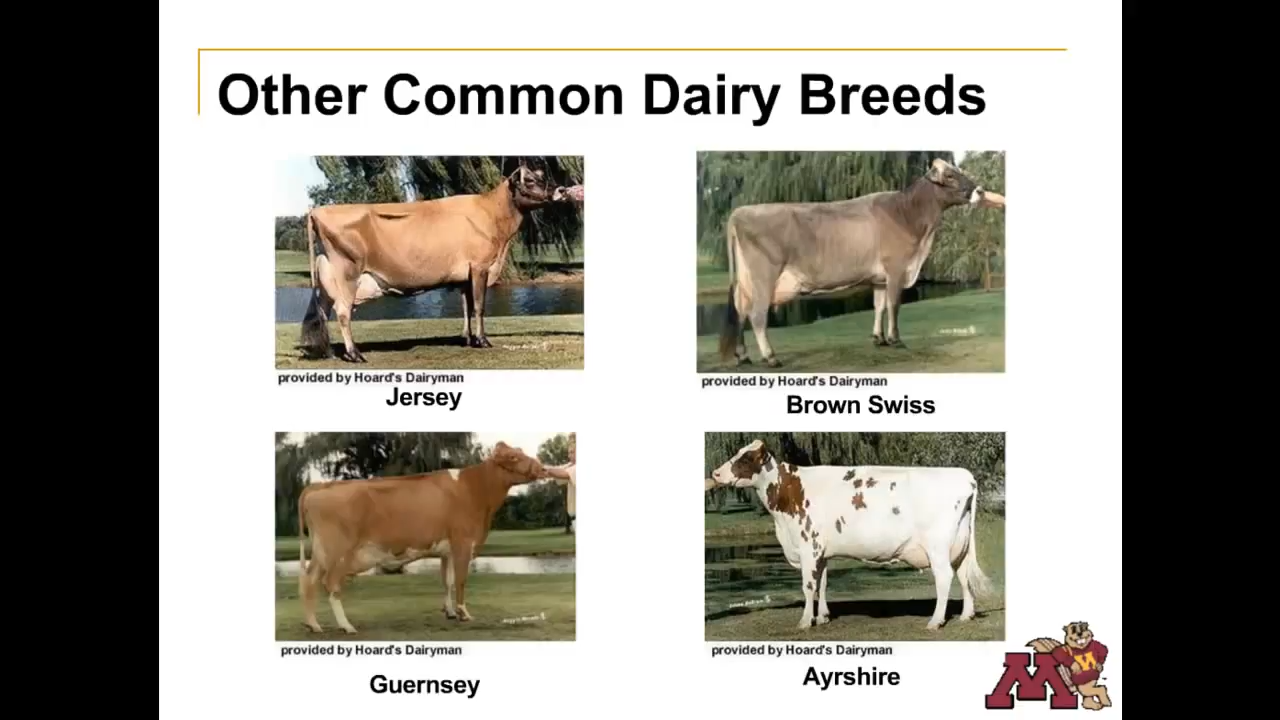 Other Common Dairy Breeds
provided by Hoard's Dairyman
Jersey
provided by Hoard's Dairyman
Brown Swiss
provided by Hoard's Dairyman
Guernsey
provided by Hoard's Dairyman
Ayrshire
M
M